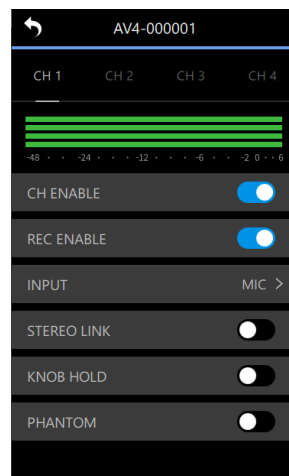 AV4-000001
CH 1 CH 2 CH 3 CH 4
-48 · · -24 · · · -12 · · · · -6 · · -2 0 · · 6
CH ENABLE
REC ENABLE
INPUT MIC >
STEREO LINK
KNOB HOLD
PHANTOM